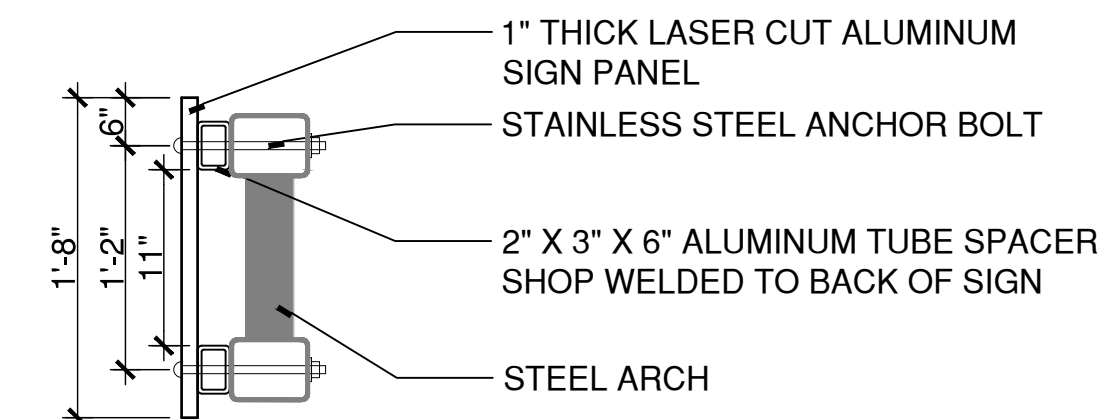 1" THICK LASER CUT ALUMINUM
SIGN PANEL
STAINLESS STEEL ANCHOR BOLT
2" X 3" X 6" ALUMINUM TUBE SPACER
SHOP WELDED TO BACK OF SIGN
STEEL ARCH
1'-8"
6"
1'-2"
11"